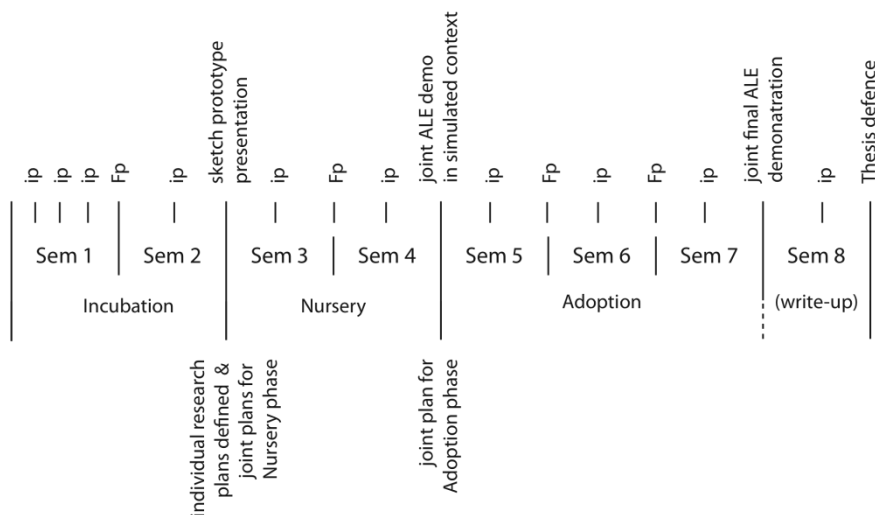 ip
ip
ip
Fp
ip
sketch prototype
presentation
ip
Fp
ip
joint ALE demo
in simulated context
ip
Fp
ip
Fp
ip
joint final ALE
demonatration
ip
Thesis defence
Sem 1
Sem 2
Sem 3
Sem 4
Sem 5
Sem 6
Sem 7
Sem 8
Incubation
Nursery
Adoption
(write-up)
individual research
plans defined &
joint plans for
Nursery phase
joint plan for
Adoption phase